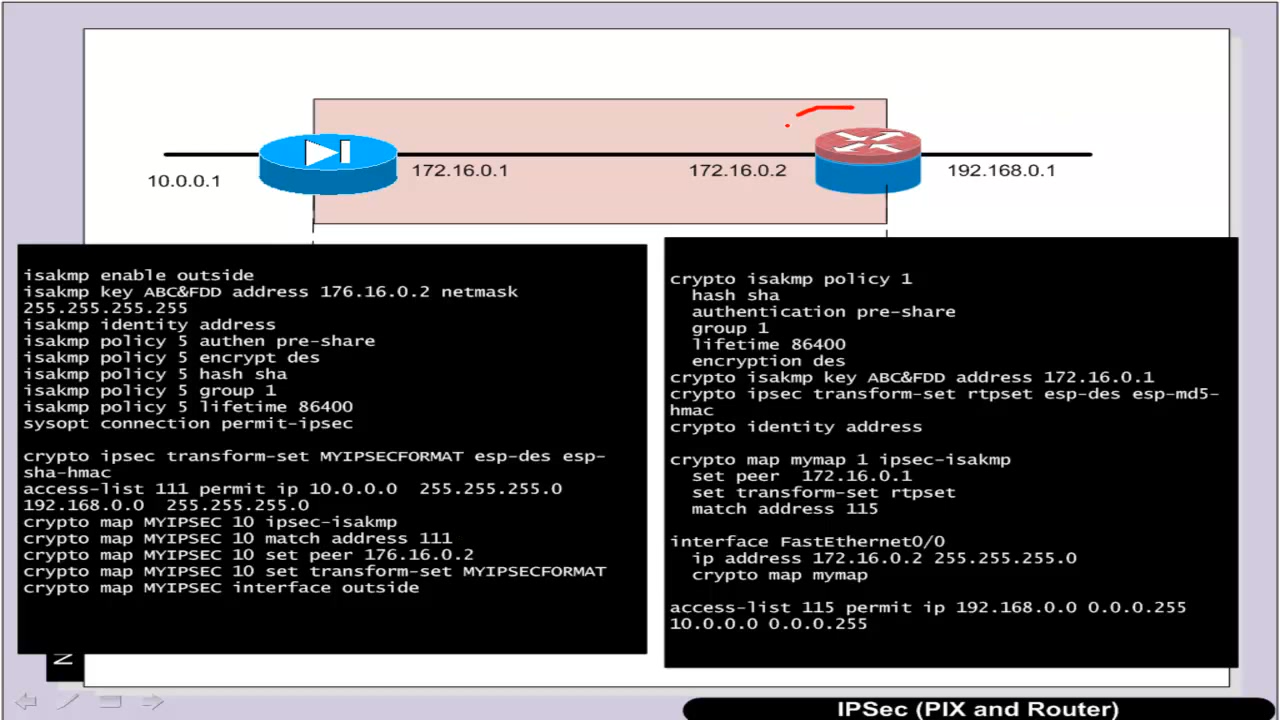 10.0.0.1
172.16.0.1
172.16.0.2
192.168.0.1
isakmp enable outside
isakmp key ABC&FDD address 176.16.0.2 netmask
255.255.255.255
isakmp identity address
isakmp policy 5 authen pre-share
isakmp policy 5 encrypt des
isakmp policy 5 hash sha
isakmp policy 5 group 1
isakmp policy 5 lifetime 86400
sysopt connection permit-ipsec
crypto ipsec transform-set MYIPSECFORMAT esp-des esp-
sha-hmac
access-list 111 permit ip 10.0.0.0  255.255.255.0
192.168.0.0  255.255.255.0
crypto map MYIPSEC 10 ipsec-isakmp
crypto map MYIPSEC 10 match address 111
crypto map MYIPSEC 10 set peer 176.16.0.2
crypto map MYIPSEC 10 set transform-set MYIPSECFORMAT
crypto map MYIPSEC interface outside
crypto isakmp policy 1
hash sha
authentication pre-share
group 1
lifetime 86400
encryption des
crypto isakmp key ABC&FDD address 172.16.0.1
crypto ipsec transform-set rtpset esp-des esp-md5-
hmac
crypto identity address
crypto map mymap 1 ipsec-isakmp
set peer  172.16.0.1
set transform-set rtpset
match address 115
interface FastEthernet0/0
ip address 172.16.0.2 255.255.255.0
crypto map mymap
access-list 115 permit ip 192.168.0.0 0.0.0.255
10.0.0.0 0.0.0.255
N
IPSec (PIX and Router)